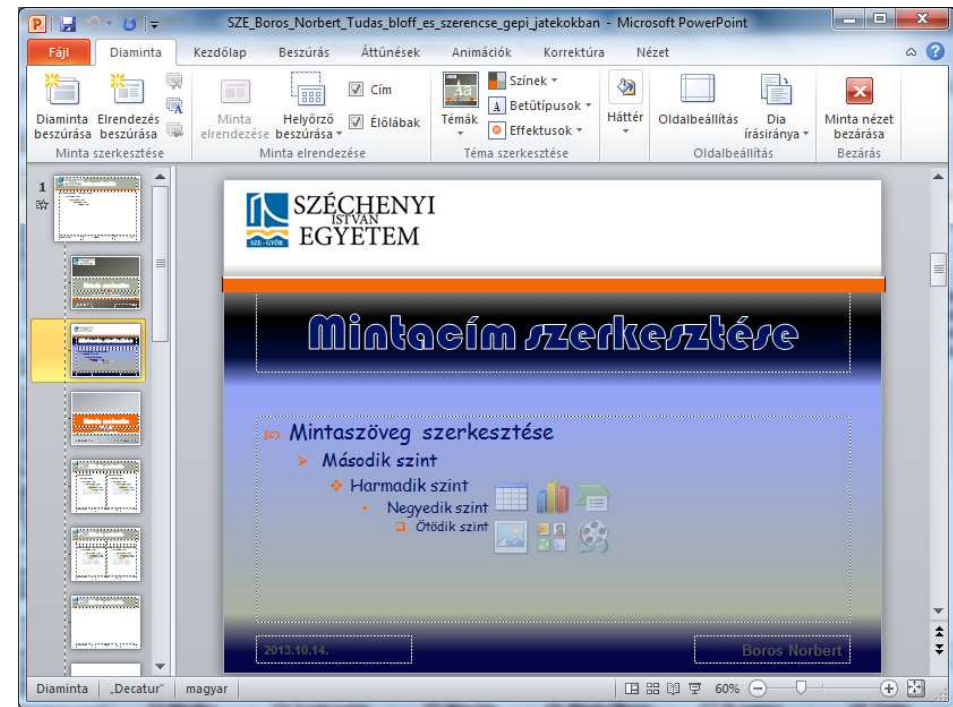 SZE_Boros_Norbert_Tudas_bloff_es_szerencse_gepi_jatekokban - Microsoft PowerPoint
Fájl Diaminta Kezdőlap Beszúrás Áttűnések Animációk Korrektúra Nézet
Diaminta beszúrása
Elrendezés beszúrása
Minta szerkesztése
Minta elrendezése
Helyőrző beszúrása
Cím
Élőlábak
Minta elrendezése
Témák
Színek
Betűtípusok
Effektusok
Téma szerkesztése
Háttér
Oldalbeállítás
Dia írásiránya
Oldalbeállítás
Minta nézet bezárása
Bezárás
1
SZÉCHENYI
ISTVÁN
EGYETEM
SZE-GYŐR
Mintacím szerkesztése
Mintaszöveg szerkesztése
Második szint
Harmadik szint
Negyedik szint
Ötödik szint
2013.10.14.
Boros Norbert
Diaminta „Decatur” magyar 60%